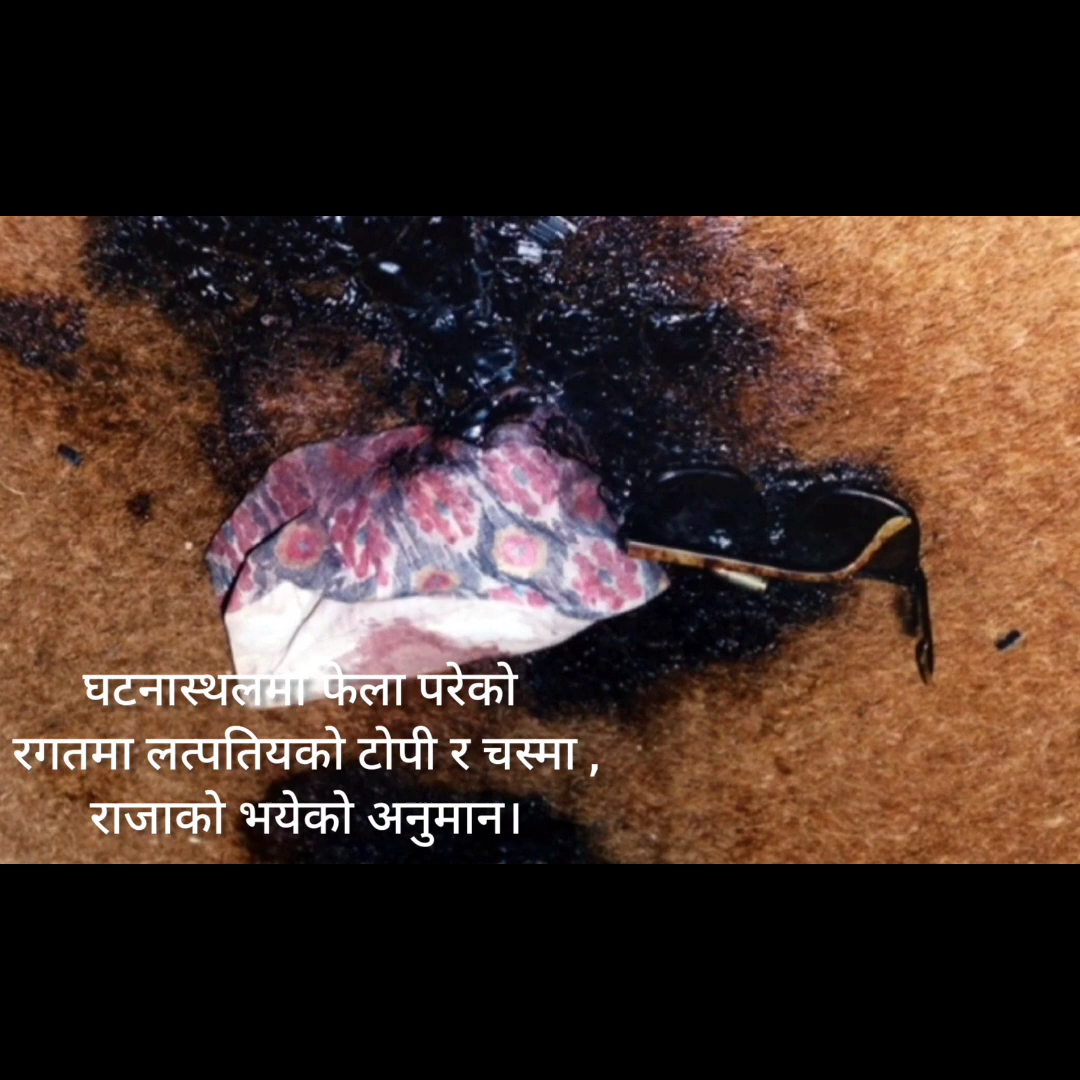 घटनास्थलमा फेला परेको
रगतमा लत्पतियको टोपी र चस्मा ,
राजाको भयेको अनुमान।